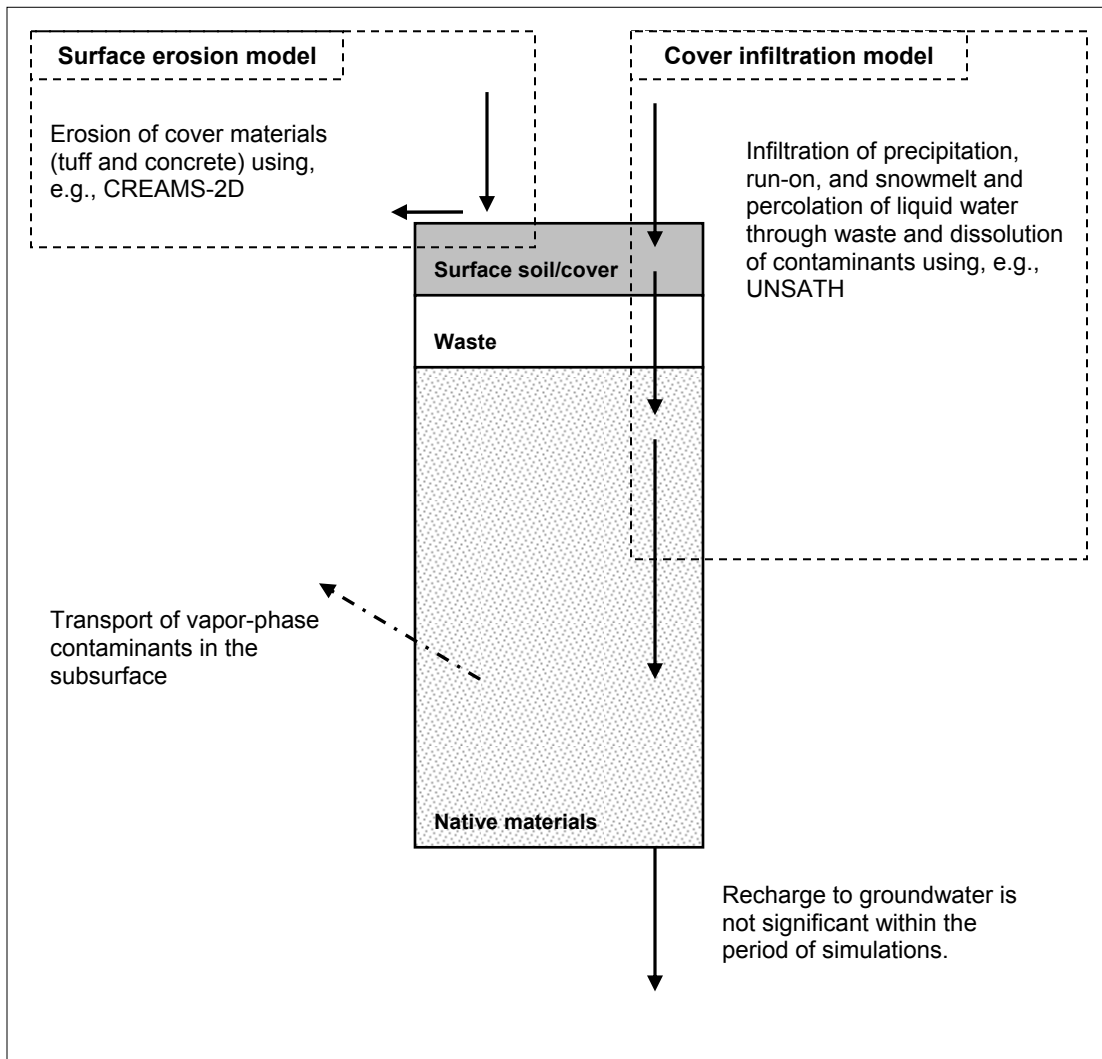 Surface erosion model
Erosion of cover materials
(tuff and concrete) using,
e.g., CREAMS-2D
Cover infiltration model
Infiltration of precipitation,
run-on, and snowmelt and
percolation of liquid water
through waste and dissolution
of contaminants using, e.g.,
UNSATH
Surface soil/cover
Waste
Transport of vapor-phase
contaminants in the
subsurface
Native materials
Recharge to groundwater is
not significant within the
period of simulations.